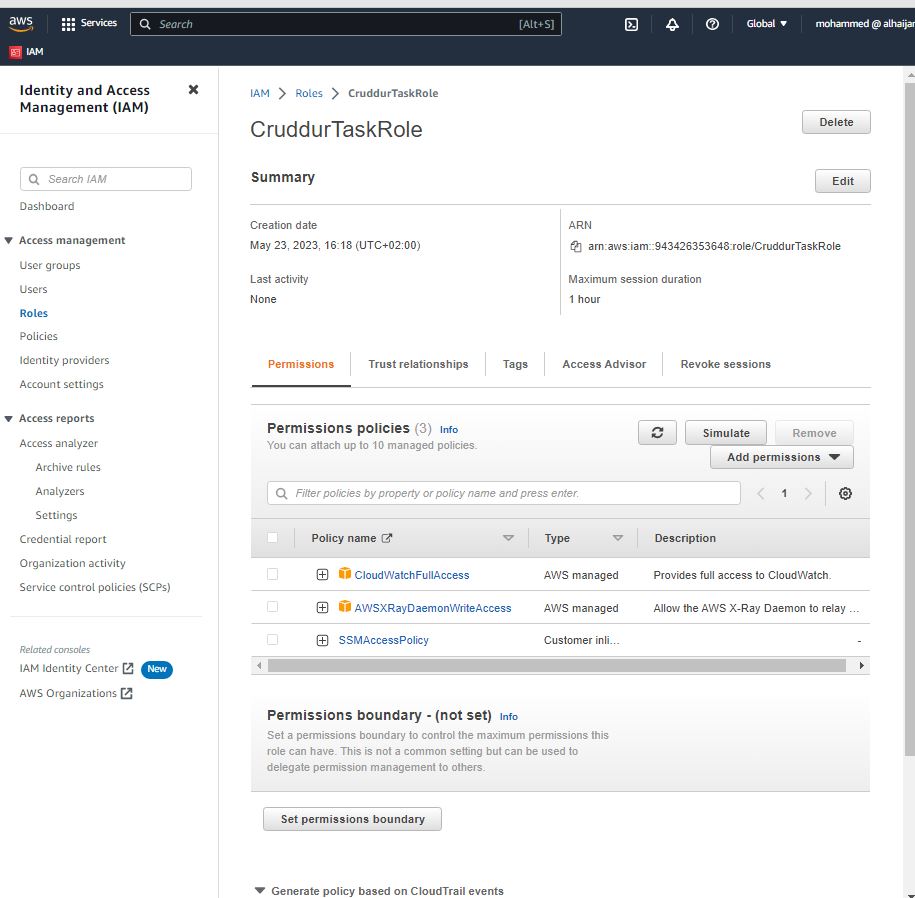 aws
Services
Search
[Alt+S]
Global
mohammed @ alhaijar
IAM
Identity and Access
Management (IAM)
Search IAM
Dashboard
Access management
User groups
Users
Roles
Policies
Identity providers
Account settings
Access reports
Access analyzer
Archive rules
Analyzers
Settings
Credential report
Organization activity
Service control policies (SCPs)
Related consoles
IAM Identity Center New
AWS Organizations
IAM > Roles > CruddurTaskRole
CruddurTaskRole
Delete
Summary
Edit
Creation date
May 23, 2023, 16:18 (UTC+02:00)
ARN
arn:aws:iam::943426353648:role/CruddurTaskRole
Last activity
None
Maximum session duration
1 hour
Permissions Trust relationships Tags Access Advisor Revoke sessions
Permissions policies (3) Info
You can attach up to 10 managed policies.
Simulate
Remove
Add permissions
Filter policies by property or policy name and press enter.
1
Policy name Type Description
CloudWatchFullAccess AWS managed Provides full access to CloudWatch.
AWSXRayDaemonWriteAccess AWS managed Allow the AWS X-Ray Daemon to relay ...
SSMAccessPolicy Customer inli... -
Permissions boundary - (not set) Info
Set a permissions boundary to control the maximum permissions this
role can have. This is not a common setting but can be used to
delegate permission management to others.
Set permissions boundary
Generate policy based on CloudTrail events